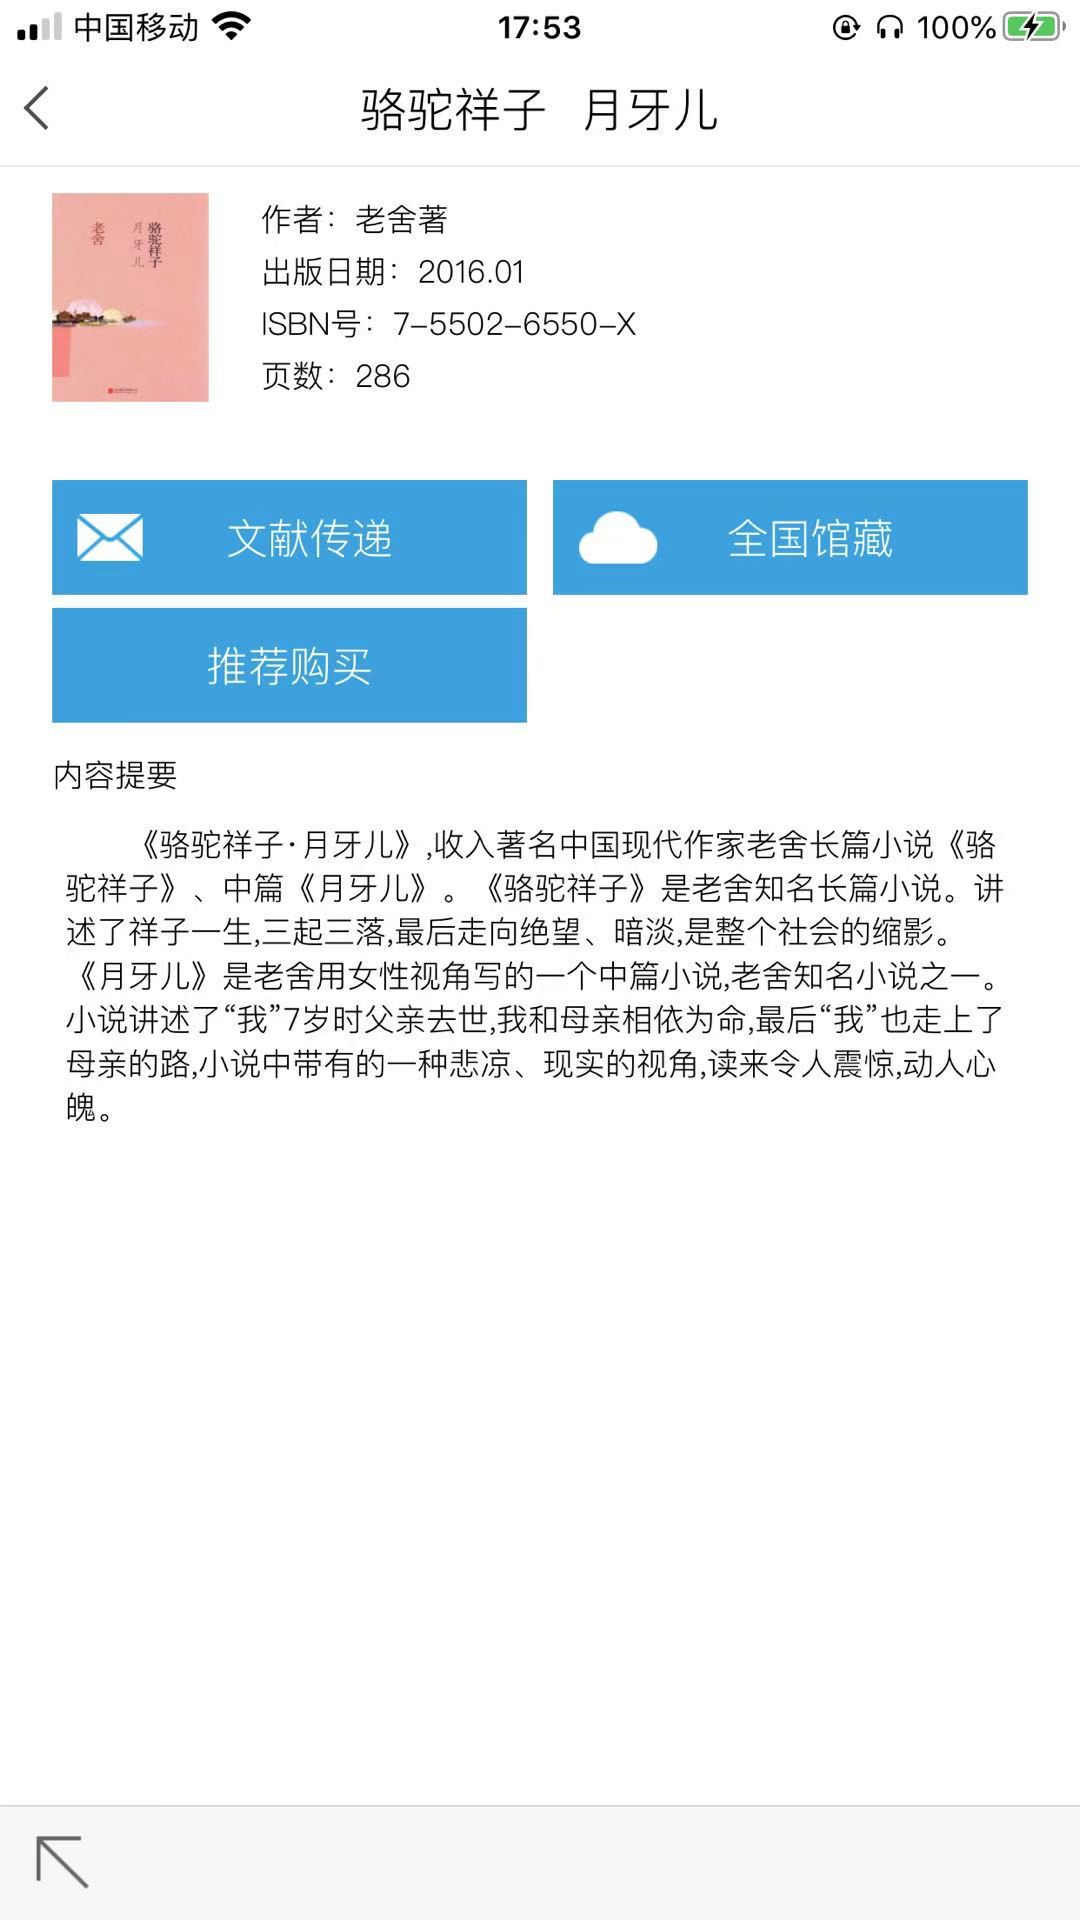 中国移动 17:53 100%
骆驼祥子 月牙儿
骆驼祥子
月牙儿
老舍
作者：老舍著
出版日期：2016.01
ISBN号：7-5502-6550-X
页数：286
文献传递
全国馆藏
推荐购买
内容提要
《骆驼祥子·月牙儿》,收入著名中国现代作家老舍长篇小说《骆
驼祥子》、中篇《月牙儿》。《骆驼祥子》是老舍知名长篇小说。讲
述了祥子一生,三起三落,最后走向绝望、暗淡,是整个社会的缩影。
《月牙儿》是老舍用女性视角写的一个中篇小说,老舍知名小说之一。
小说讲述了“我”7岁时父亲去世,我和母亲相依为命,最后“我”也走上了
母亲的路,小说中带有的一种悲凉、现实的视角,读来令人震惊,动人心
魄。